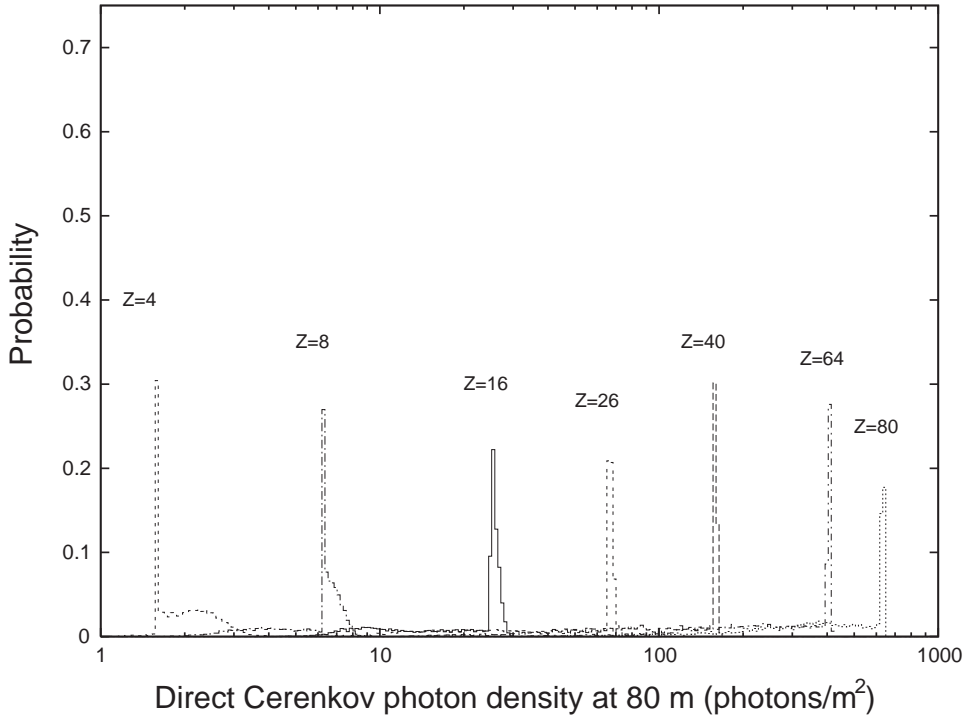 0.7
0.6
0.5
0.4
0.3
0.2
0.1
0
Probability
Z=4
Z=8
Z=16
Z=26
Z=40
Z=64
Z=80
1
10
100
1000
Direct Cerenkov photon density at 80 m (photons/m²)